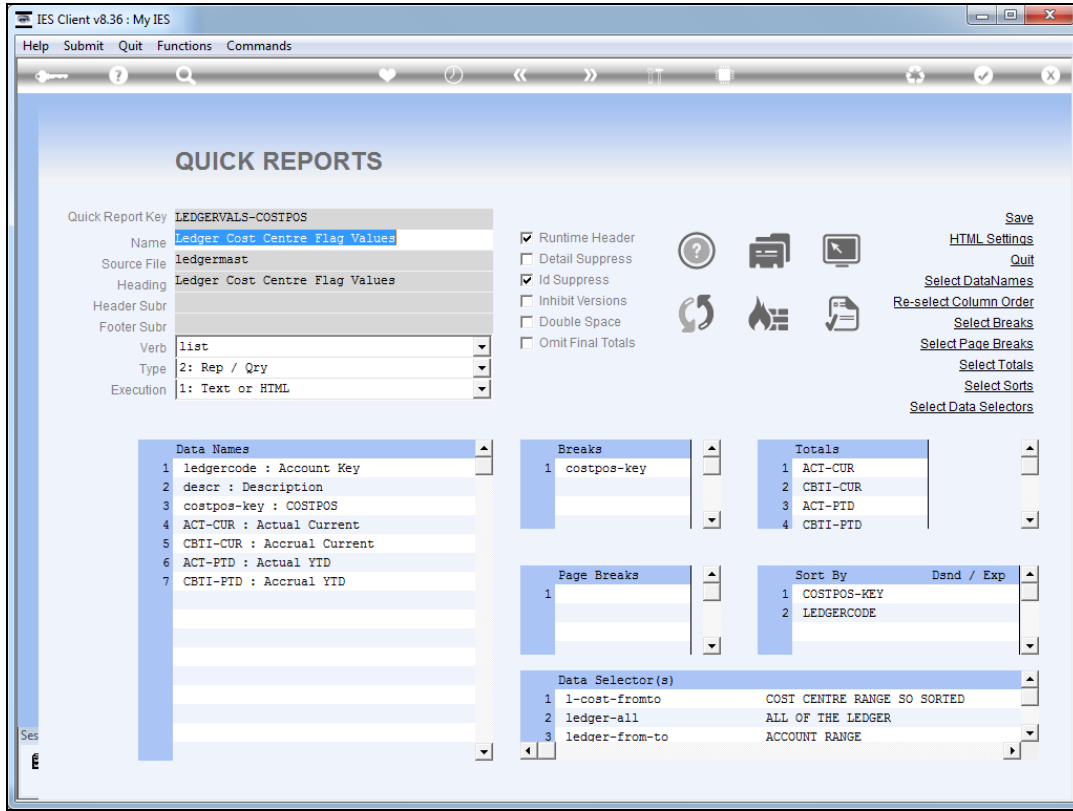 IES Client v8.36 : My IES
Help Submit Quit Functions Commands
QUICK REPORTS
Quick Report Key LEDGERVALS-COSTPOS
Name Ledger Cost Centre Flag Values
Source File ledgermast
Heading Ledger Cost Centre Flag Values
Header Subr
Footer Subr
Verb list
Type 2: Rep / Qry
Execution 1: Text or HTML
Runtime Header
Detail Suppress
Id Suppress
Inhibit Versions
Double Space
Omit Final Totals
Save
HTML Settings
Quit
Select DataNames
Re-select Column Order
Select Breaks
Select Page Breaks
Select Totals
Select Sorts
Select Data Selectors
Data Names
1 ledgercode : Account Key
2 descr : Description
3 costpos-key : COSTPOS
4 ACT-CUR : Actual Current
5 CBTI-CUR : Accrual Current
6 ACT-PTD : Actual YTD
7 CBTI-PTD : Accrual YTD
Breaks
1 costpos-key
Totals
1 ACT-CUR
2 CBTI-CUR
3 ACT-PTD
4 CBTI-PTD
Page Breaks
1
Sort By Dsnd / Exp
1 COSTPOS-KEY
2 LEDGERCODE
Data Selector(s)
1 l-cost-fromto COST CENTRE RANGE SO SORTED
2 ledger-all ALL OF THE LEDGER
3 ledger-from-to ACCOUNT RANGE
Ses